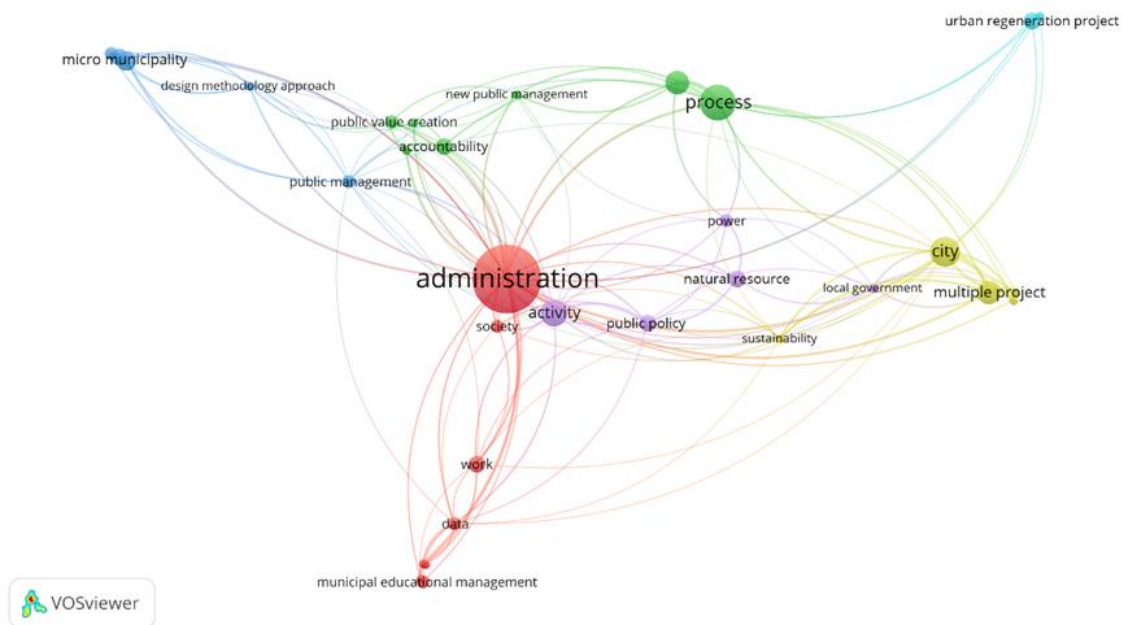 urban regeneration project
micro municipality
design methodology approach
new public management
process
public value creation
accountability
public management
power
city
administration
natural resource
local government
multiple project
activity
society
public policy
sustainability
work
data
municipal educational management
VOSviewer